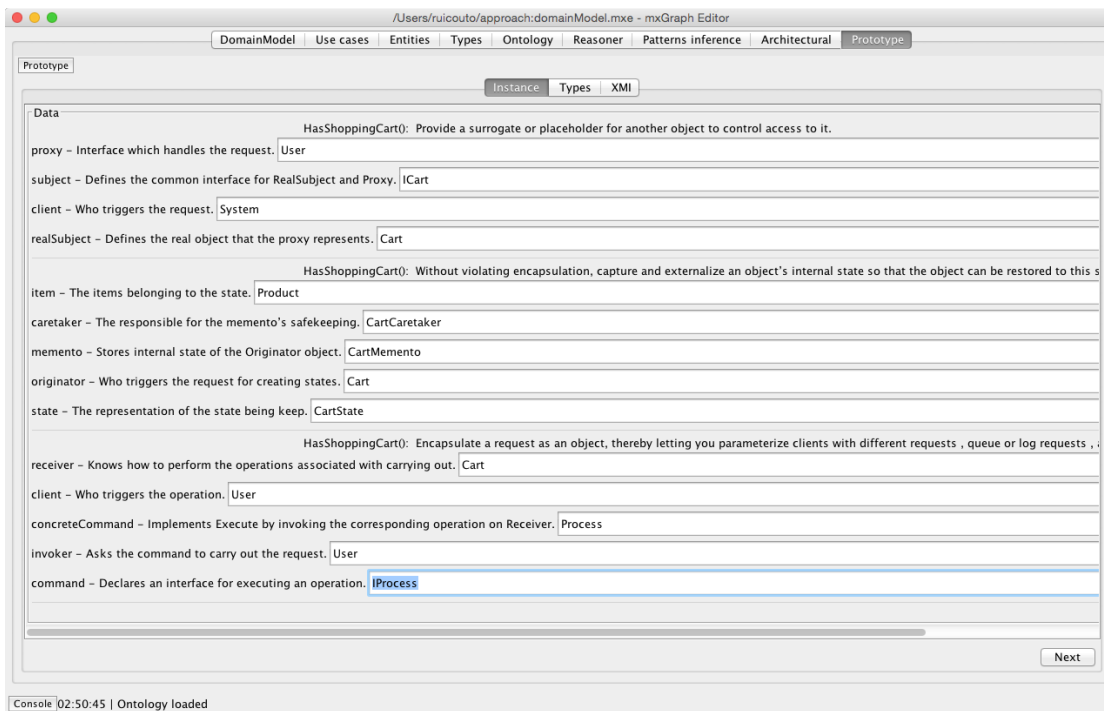 /Users/ruicouto/approach:domainModel.mxe - mxGraph Editor
DomainModel Use cases Entities Types Ontology Reasoner Patterns inference Architectural Prototype
Prototype
Instance Types XMI
Data
HasShoppingCart(): Provide a surrogate or placeholder for another object to control access to it.
proxy – Interface which handles the request. User
subject – Defines the common interface for RealSubject and Proxy. ICart
client – Who triggers the request. System
realSubject – Defines the real object that the proxy represents. Cart
HasShoppingCart(): Without violating encapsulation, capture and externalize an object's internal state so that the object can be restored to this s
item – The items belonging to the state. Product
caretaker – The responsible for the memento's safekeeping. CartCaretaker
memento – Stores internal state of the Originator object. CartMemento
originator – Who triggers the request for creating states. Cart
state – The representation of the state being keep. CartState
HasShoppingCart(): Encapsulate a request as an object, thereby letting you parameterize clients with different requests , queue or log requests ,
receiver – Knows how to perform the operations associated with carrying out. Cart
client – Who triggers the operation. User
concreteCommand – Implements Execute by invoking the corresponding operation on Receiver. Process
invoker – Asks the command to carry out the request. User
command – Declares an interface for executing an operation. IProcess
Next
Console 02:50:45 | Ontology loaded